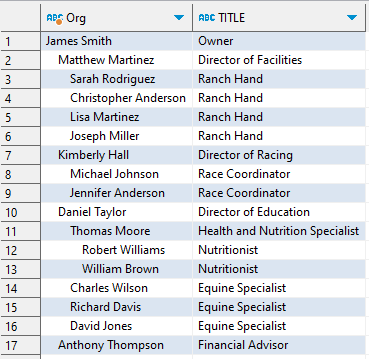 ABC Org ABC TITLE
1 James Smith Owner
2 Matthew Martinez Director of Facilities
3 Sarah Rodriguez Ranch Hand
4 Christopher Anderson Ranch Hand
5 Lisa Martinez Ranch Hand
6 Joseph Miller Ranch Hand
7 Kimberly Hall Director of Racing
8 Michael Johnson Race Coordinator
9 Jennifer Anderson Race Coordinator
10 Daniel Taylor Director of Education
11 Thomas Moore Health and Nutrition Specialist
12 Robert Williams Nutritionist
13 William Brown Nutritionist
14 Charles Wilson Equine Specialist
15 Richard Davis Equine Specialist
16 David Jones Equine Specialist
17 Anthony Thompson Financial Advisor